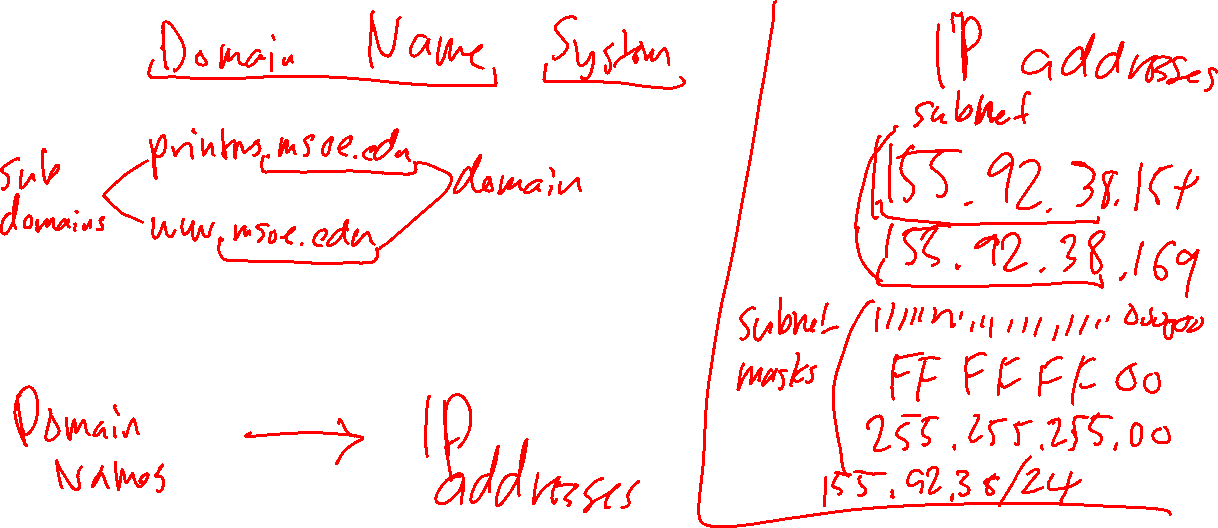 Domain Name System
printers.msoe.edu
sub
domains
domain
www.msoe.edu
Domain
Names
IP
addresses
IP addresses
subnet
155.92.38.154
155.92.38.169
subnet
masks
FF FF FF 00
255.255.255.00
155.92.38/24